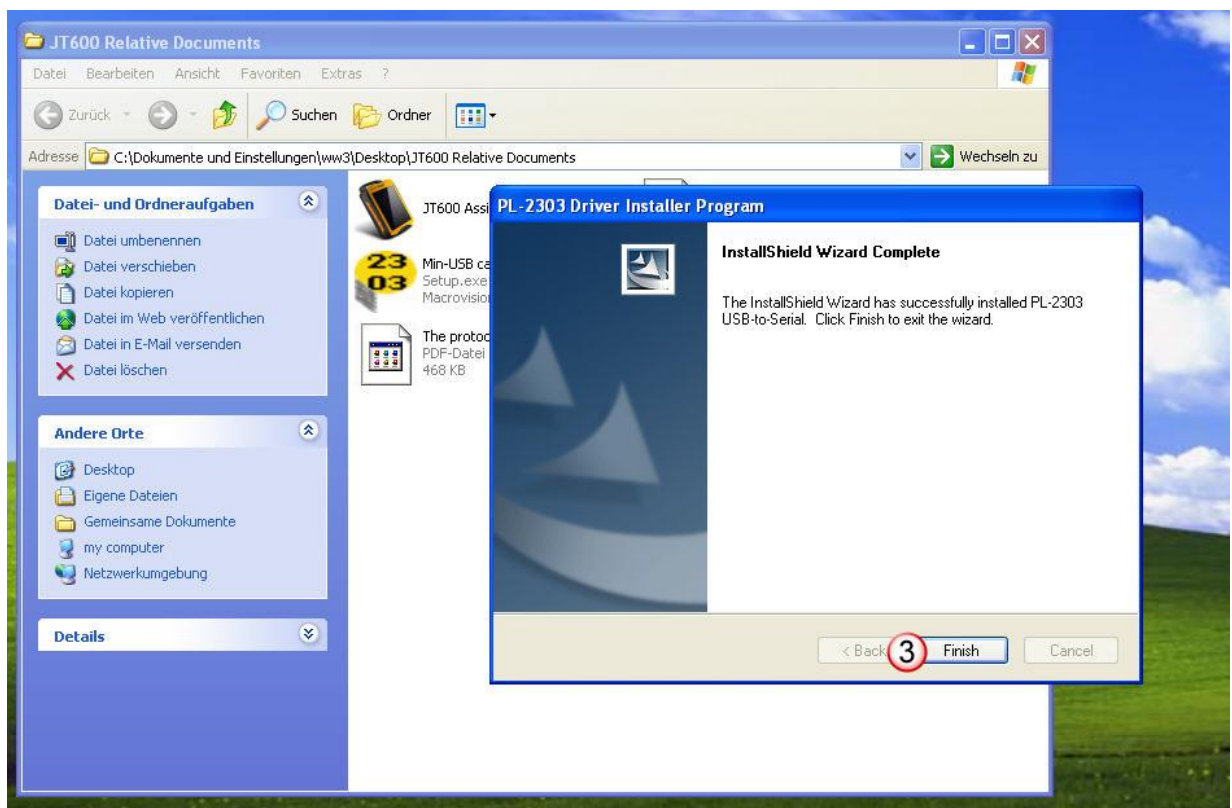 JT600 Relative Documents
Datei Bearbeiten Ansicht Favoriten Extras ?
Zurück Suchen Ordner
Adresse C:\Dokumente und Einstellungen\ww3\Desktop\JT600 Relative Documents Wechseln zu
Datei- und Ordneraufgaben
Datei umbenennen
Datei verschieben
Datei kopieren
Datei im Web veröffentlichen
Datei in E-Mail versenden
Datei löschen
Andere Orte
Desktop
Eigene Dateien
Gemeinsame Dokumente
my computer
Netzwerkumgebung
Details
JT600 Assi
23
03
Min-USB ca
Setup.exe
Macrovision
The protoc
PDF-Datei
468 KB
PL-2303 Driver Installer Program
InstallShield Wizard Complete
The InstallShield Wizard has successfully installed PL-2303
USB-to-Serial. Click Finish to exit the wizard.
< Back 3 Finish Cancel